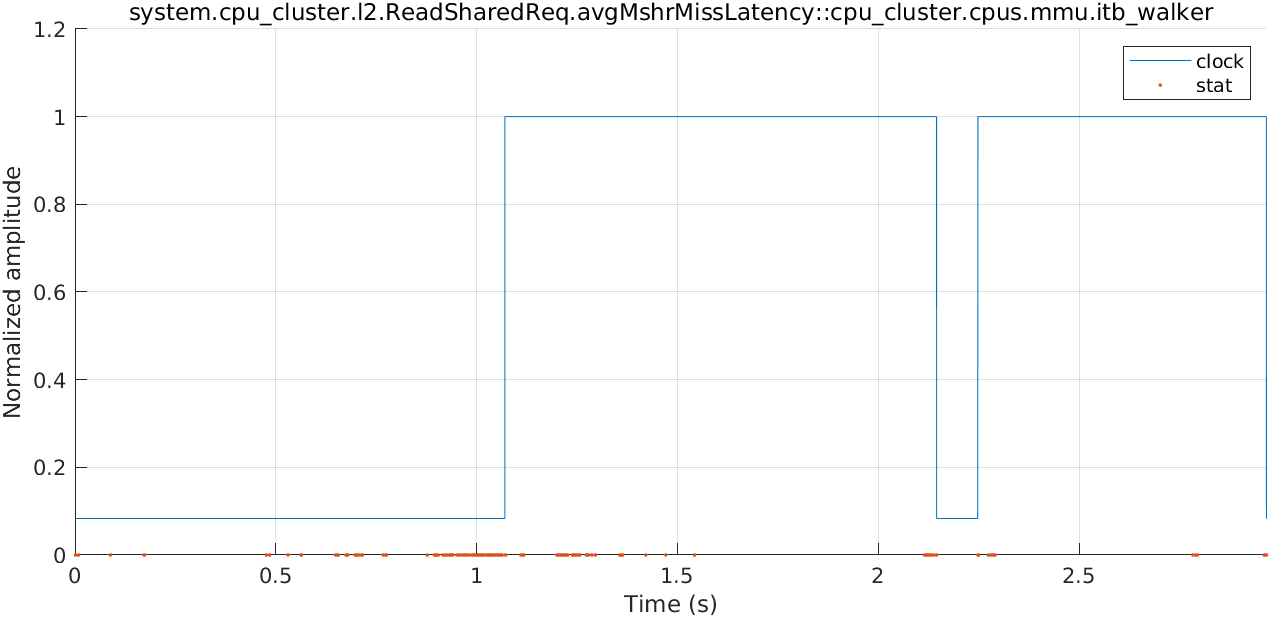 system.cpu_cluster.l2.ReadSharedReq.avgMshrMissLatency::cpu_cluster.cpus.mmu.itb_walker
1.2
clock
stat
1
0.8
0.6
0.4
0.2
0
Normalized amplitude
0
0.5
1
1.5
2
2.5
Time (s)